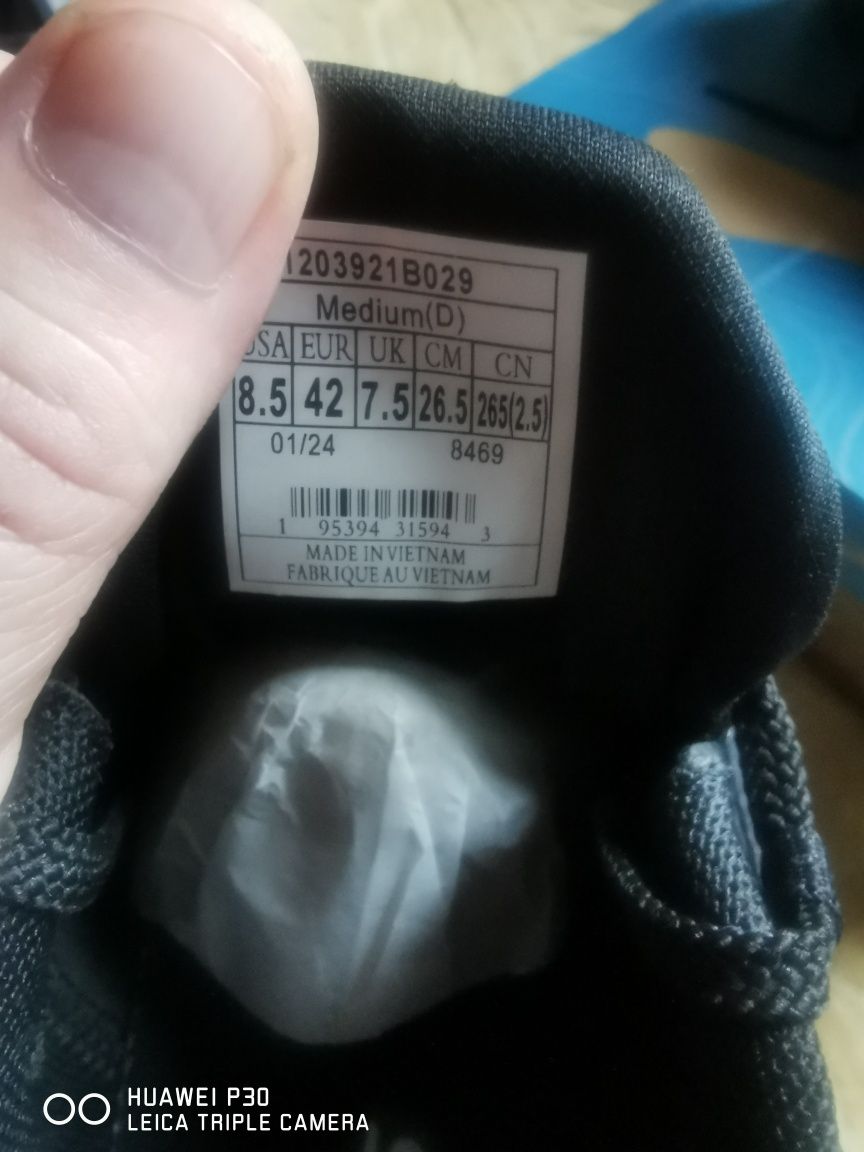 1203921B029
Medium(D)
USA EUR UK CM CN
8.5 42 7.5 26.5 265(2.5)
01/24 8469
1 95394 31594 3
MADE IN VIETNAM
FABRIQUE AU VIETNAM
HUAWEI P30
LEICA TRIPLE CAMERA